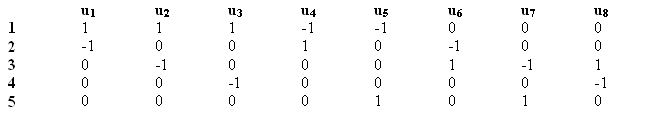 u1 u2 u3 u4 u5 u6 u7 u8
1 1 1 1 -1 -1 0 0 0
2 -1 0 0 1 0 -1 0 0
3 0 -1 0 0 0 1 -1 1
4 0 0 -1 0 0 0 0 -1
5 0 0 0 0 1 0 1 0